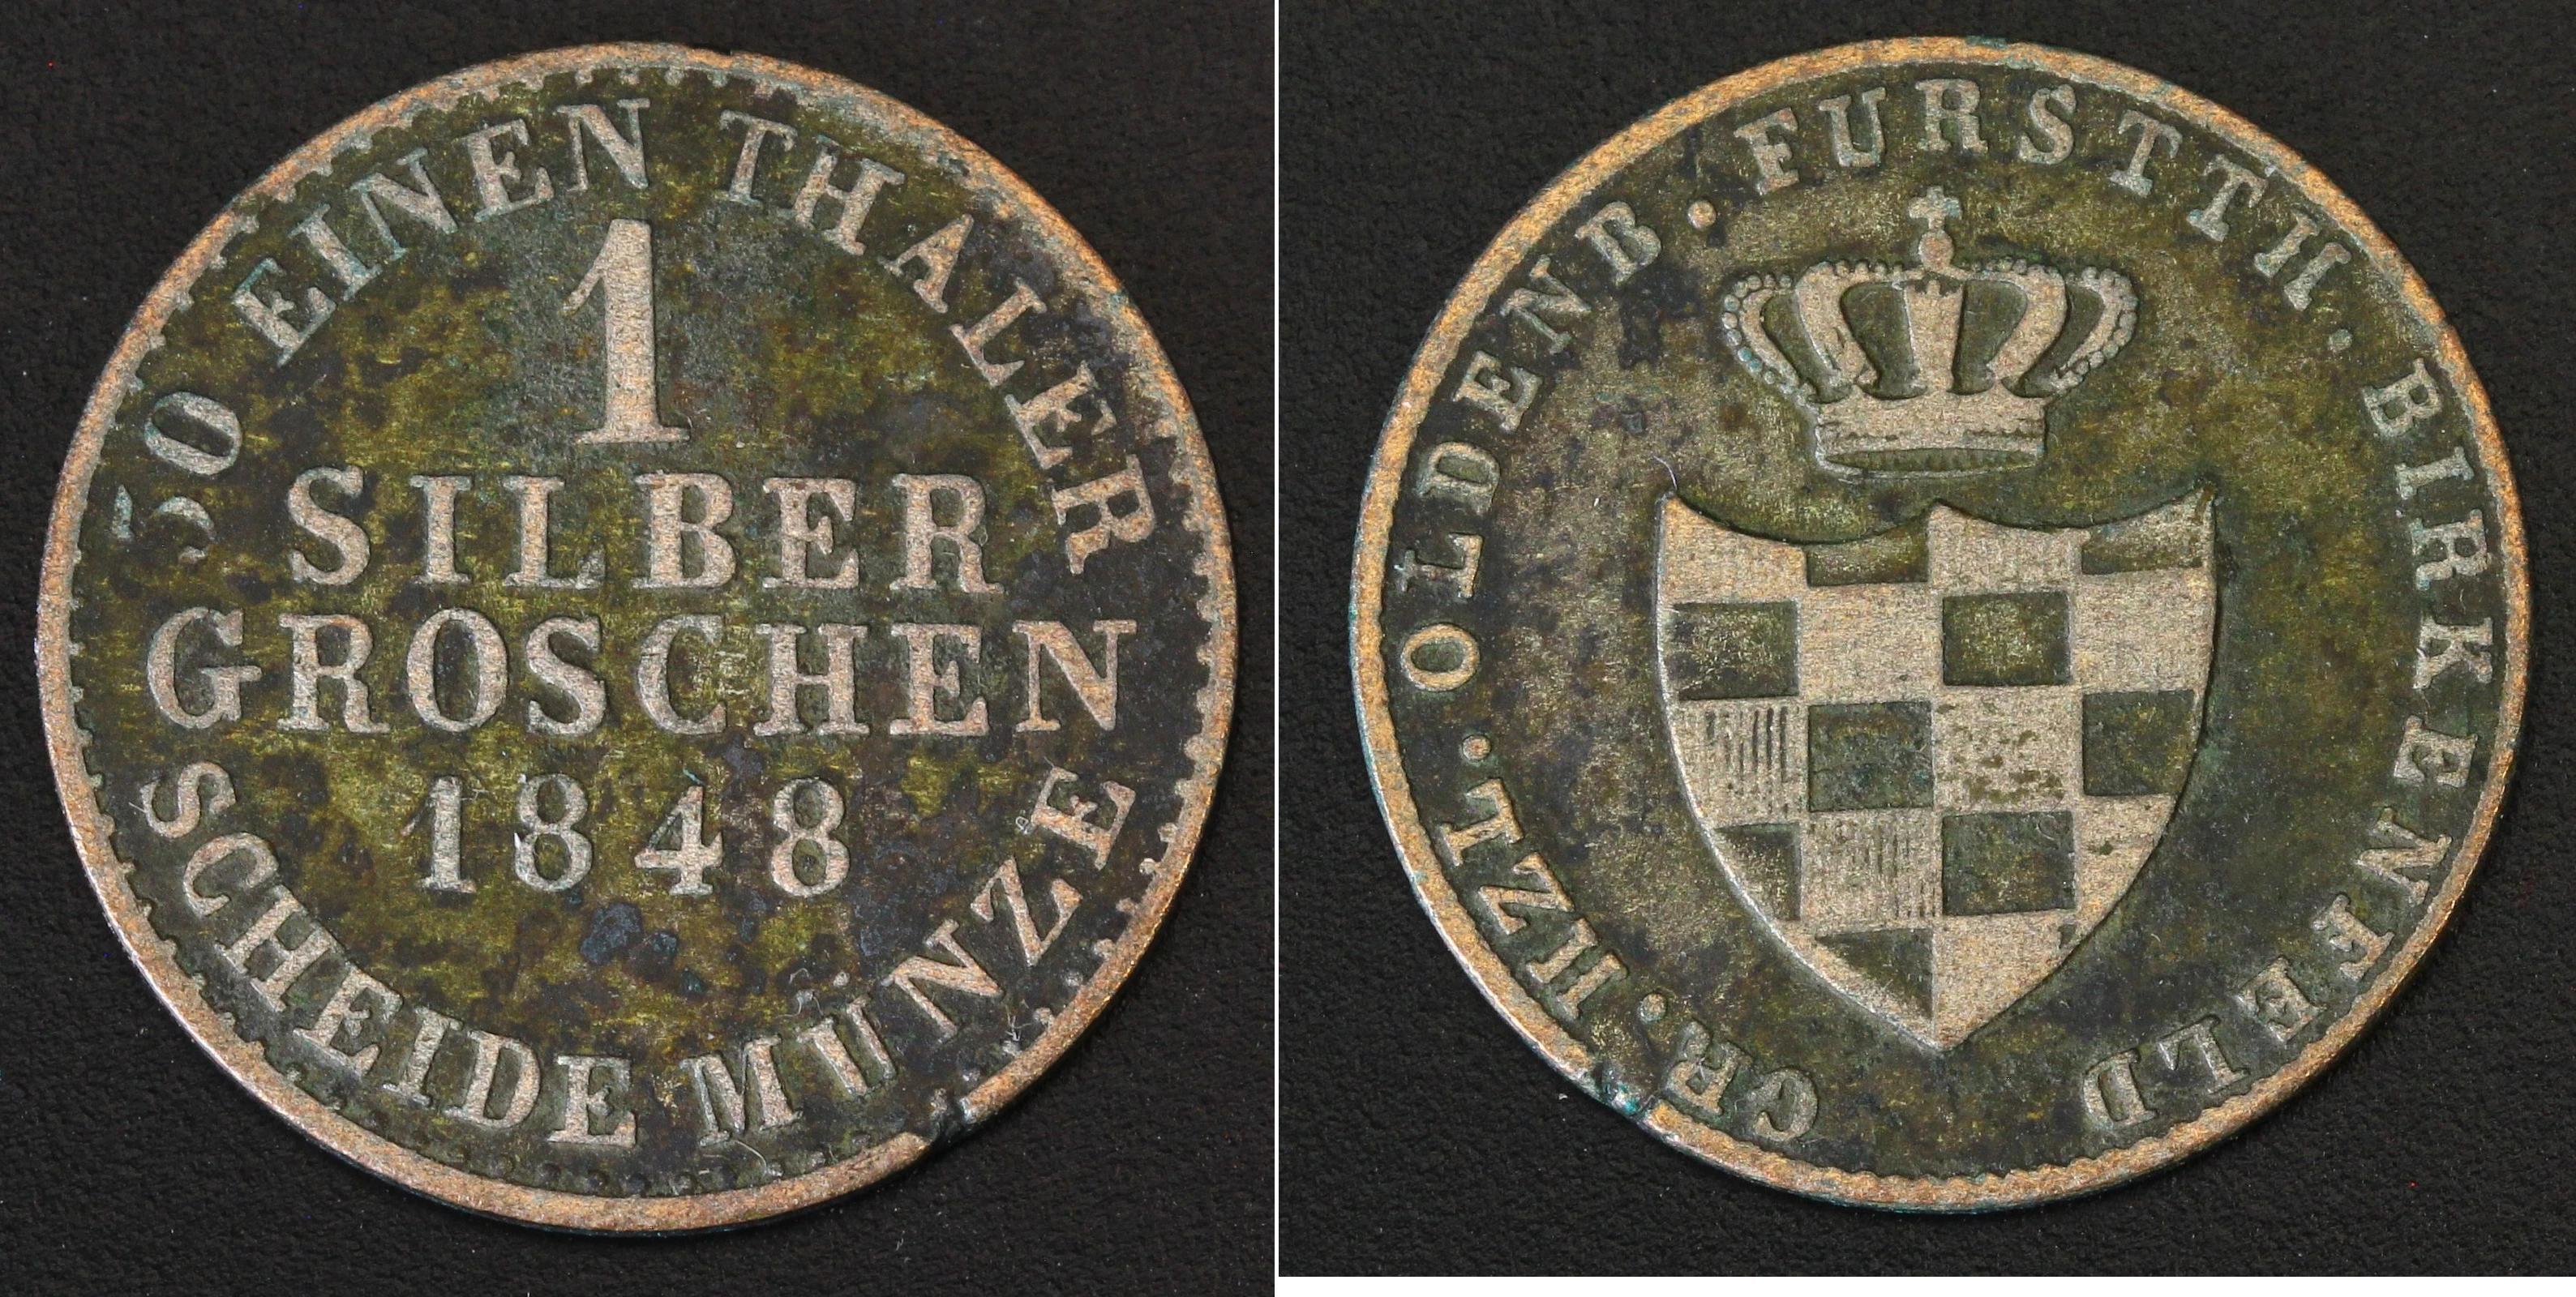 30 EINEN THALER
1
SILBER
GROSCHEN
1848
SCHEIDE MÜNZE
GR. HZL. OLDENB. FURSTTH. BIRKENFELD